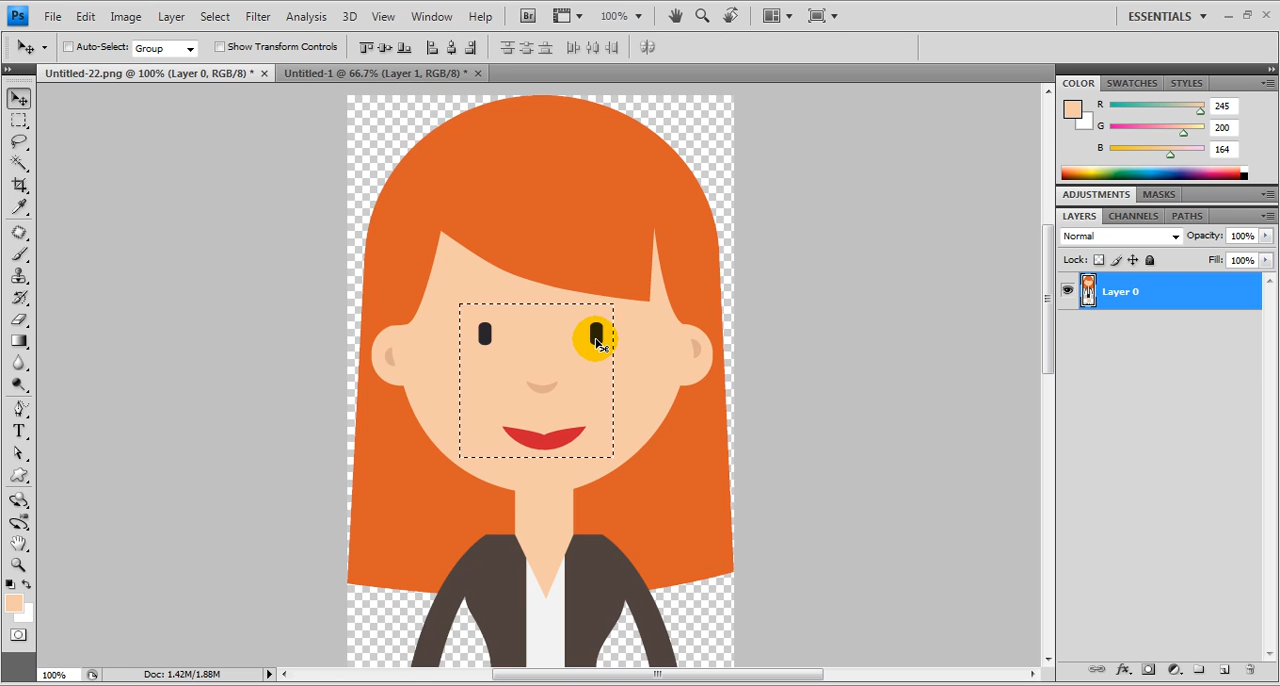 Ps File Edit Image Layer Select Filter Analysis 3D View Window Help Br 100% ESSENTIALS
Auto-Select: Group Show Transform Controls
Untitled-22.png @ 100% (Layer 0, RGB/8) * Untitled-1 @ 66.7% (Layer 1, RGB/8) *
COLOR SWATCHES STYLES
R 245
G 200
B 164
ADJUSTMENTS MASKS
LAYERS CHANNELS PATHS
Normal Opacity: 100%
Lock: Fill: 100%
Layer 0
T
100% Doc: 1.42M/1.88M
fx